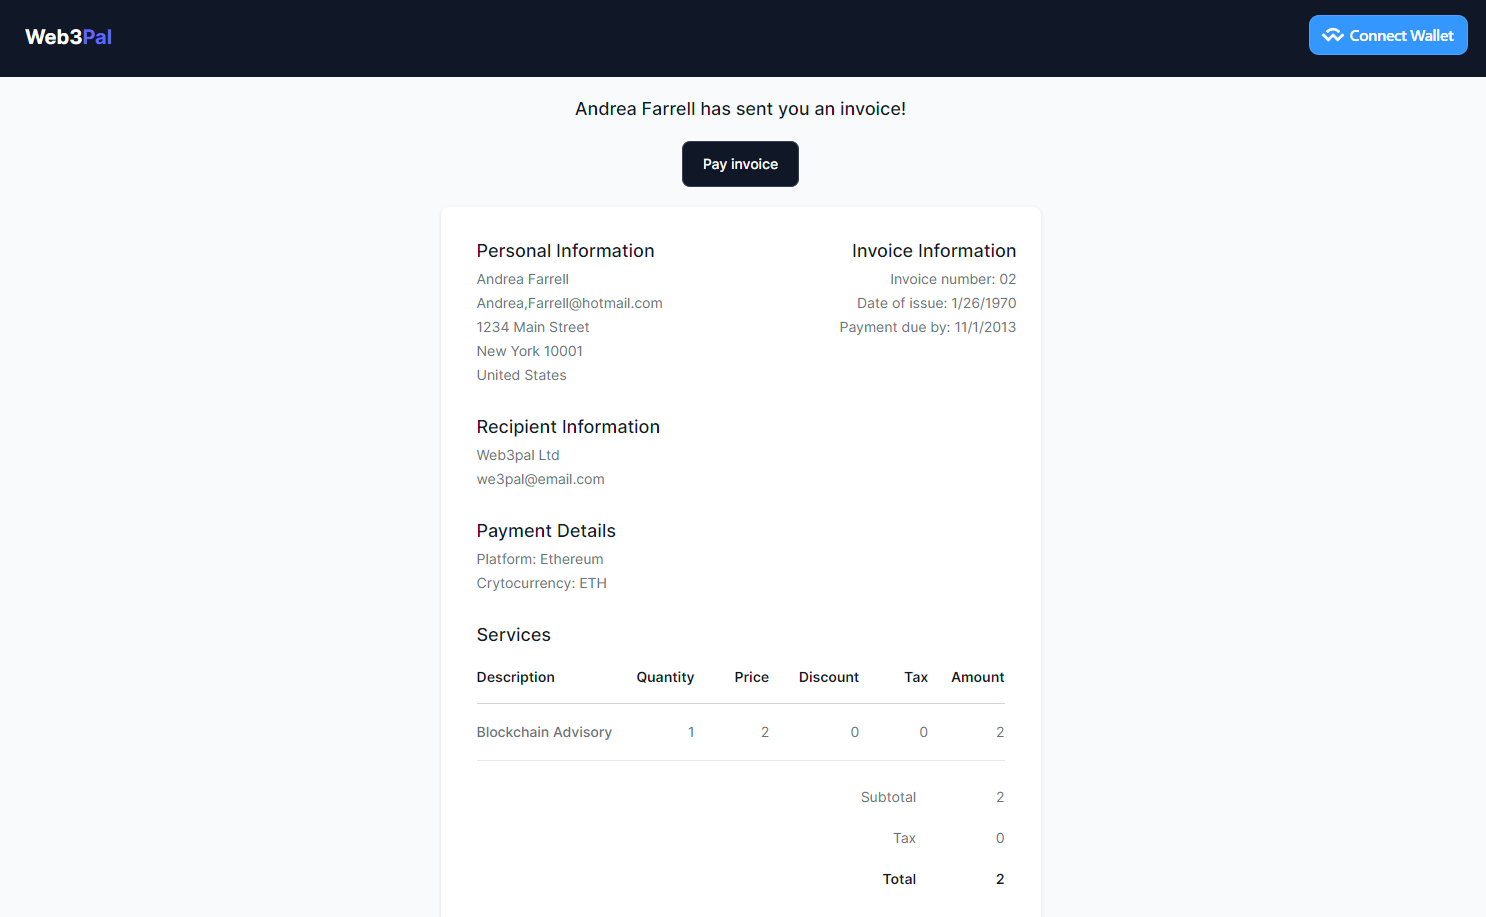 Web3Pal
Connect Wallet
Andrea Farrell has sent you an invoice!
Pay invoice
Personal Information
Andrea Farrell
Andrea,Farrell@hotmail.com
1234 Main Street
New York 10001
United States
Invoice Information
Invoice number: 02
Date of issue: 1/26/1970
Payment due by: 11/1/2013
Recipient Information
Web3pal Ltd
we3pal@email.com
Payment Details
Platform: Ethereum
Crytocurrency: ETH
Services
Description Quantity Price Discount Tax Amount
Blockchain Advisory 1 2 0 0 2
Subtotal 2
Tax 0
Total 2